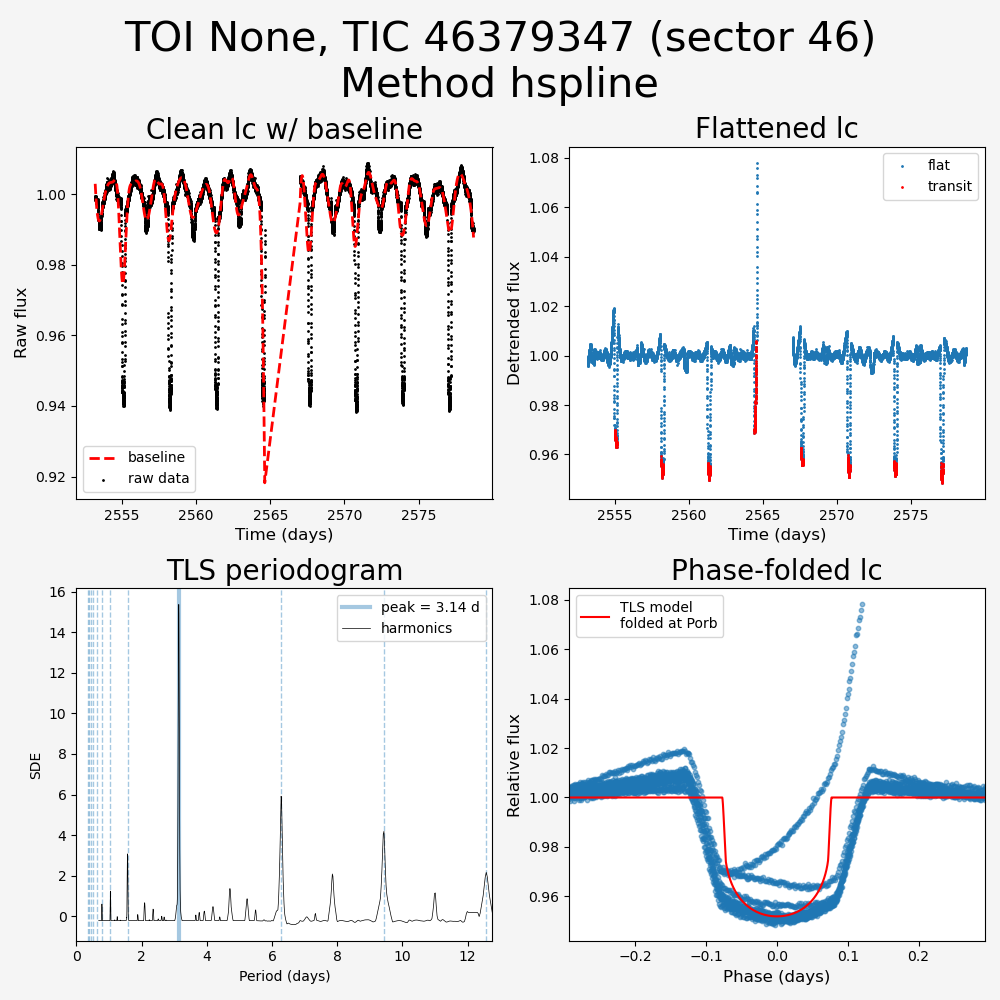 TOI None, TIC 46379347 (sector 46)
Method hspline
Clean lc w/ baseline
Raw flux
1.00
0.98
0.96
0.94
0.92
baseline
raw data
2555
2560
2565
2570
2575
Time (days)
Flattened lc
Detrended flux
1.08
1.06
1.04
1.02
1.00
0.98
0.96
flat
transit
2555
2560
2565
2570
2575
Time (days)
TLS periodogram
SDE
16
14
12
10
8
6
4
2
0
peak = 3.14 d
harmonics
0
2
4
6
8
10
12
Period (days)
Phase-folded lc
Relative flux
1.08
1.06
1.04
1.02
1.00
0.98
0.96
TLS model
folded at Porb
−0.2
−0.1
0.0
0.1
0.2
Phase (days)